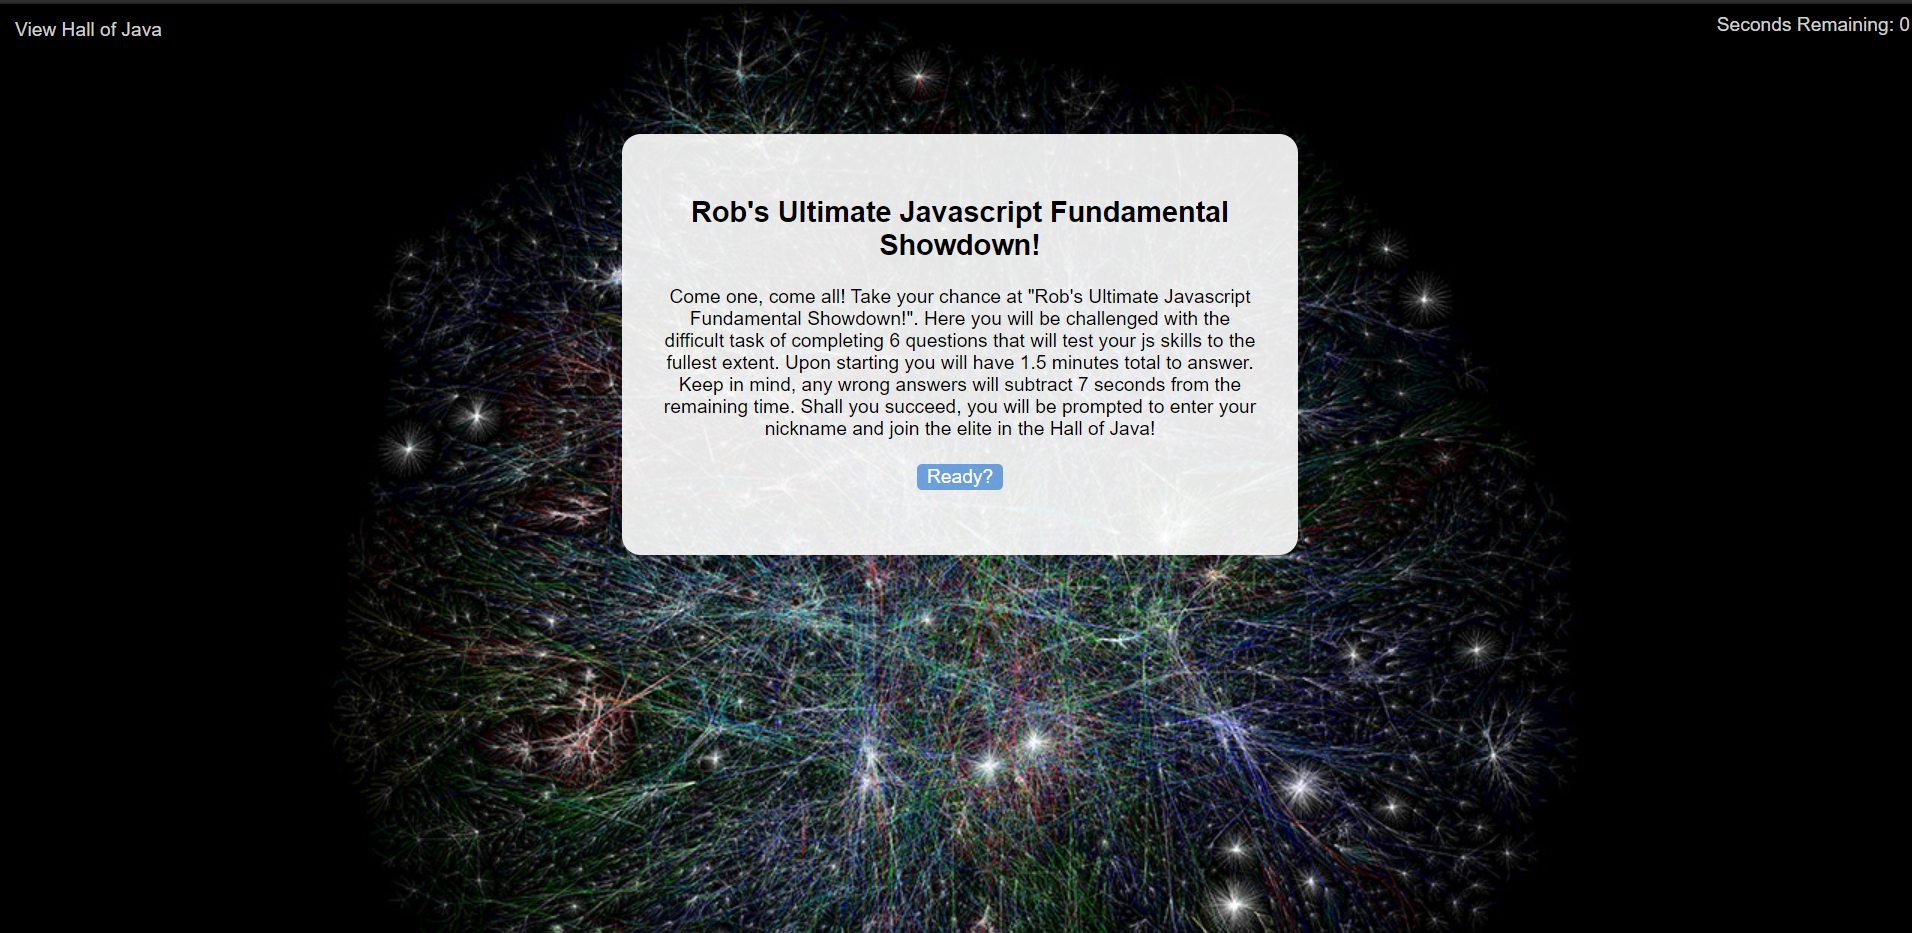 View Hall of Java
Seconds Remaining: 0
Rob's Ultimate Javascript Fundamental
Showdown!
Come one, come all! Take your chance at "Rob's Ultimate Javascript
Fundamental Showdown!". Here you will be challenged with the
difficult task of completing 6 questions that will test your js skills to the
fullest extent. Upon starting you will have 1.5 minutes total to answer.
Keep in mind, any wrong answers will subtract 7 seconds from the
remaining time. Shall you succeed, you will be prompted to enter your
nickname and join the elite in the Hall of Java!
Ready?